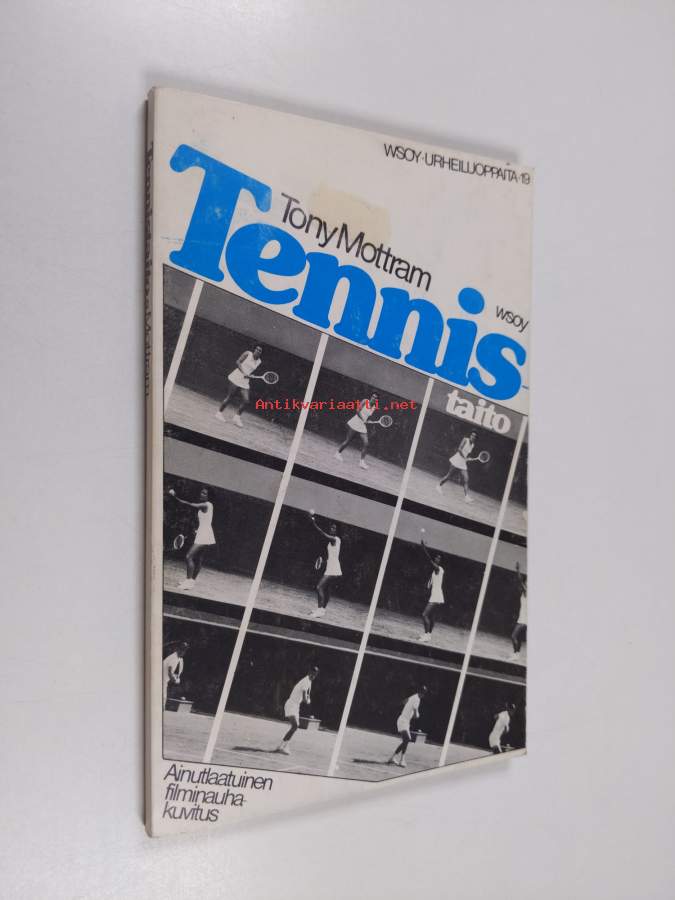 WSOY·URHEILUOPPAITA·19
Tony Mottram
Tennis
wsoy
taito
Antikvariaatti.net
Ainutlaatuinen
filminauha-
kuvitus